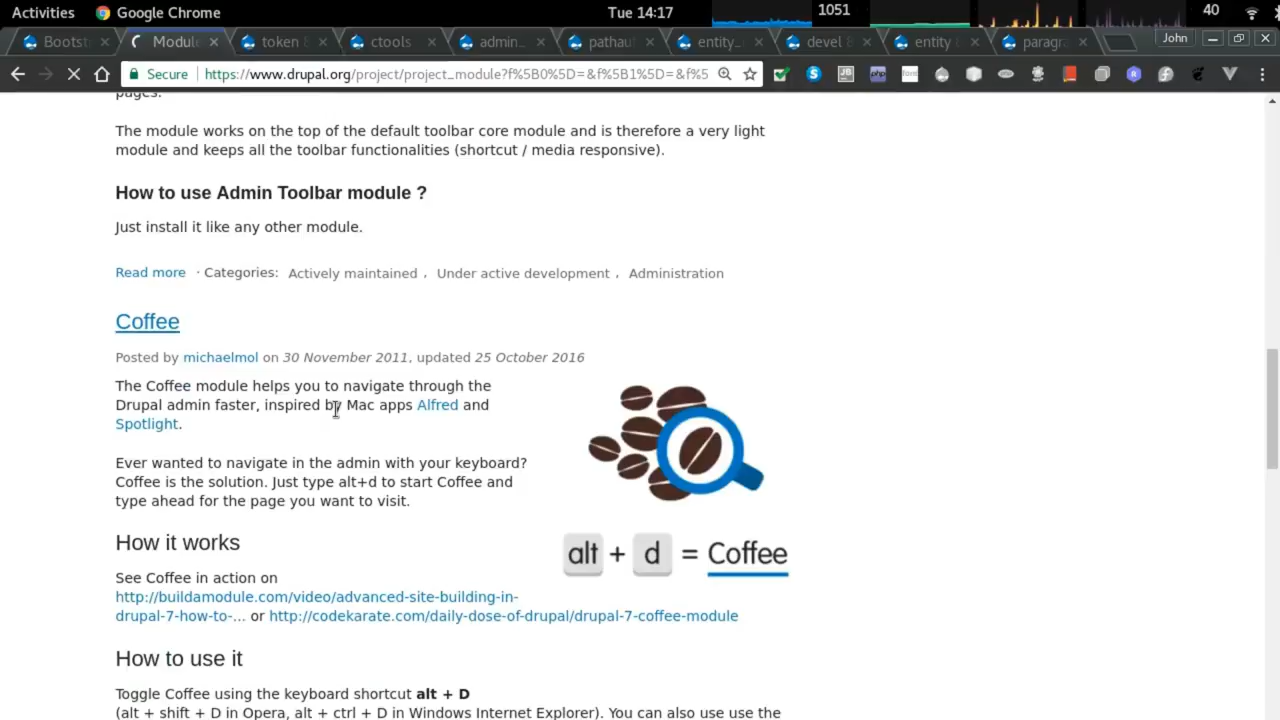 Activities Google Chrome Tue 14:17 1051 40
Bootst Module token & ctools admin_ pathaut entity_ devel & entity paragra John
Secure https://www.drupal.org/project/project_module?f%5B0%5D=&f%5B1%5D=&f%5
pages.
The module works on the top of the default toolbar core module and is therefore a very light
module and keeps all the toolbar functionalities (shortcut / media responsive).
How to use Admin Toolbar module ?
Just install it like any other module.
Read more · Categories: Actively maintained , Under active development , Administration
Coffee
Posted by michaelmol on 30 November 2011, updated 25 October 2016
The Coffee module helps you to navigate through the
Drupal admin faster, inspired by Mac apps Alfred and
Spotlight.
Ever wanted to navigate in the admin with your keyboard?
Coffee is the solution. Just type alt+d to start Coffee and
type ahead for the page you want to visit.
alt + d = Coffee
How it works
See Coffee in action on
http://buildamodule.com/video/advanced-site-building-in-
drupal-7-how-to-... or http://codekarate.com/daily-dose-of-drupal/drupal-7-coffee-module
How to use it
Toggle Coffee using the keyboard shortcut alt + D
(alt + shift + D in Opera, alt + ctrl + D in Windows Internet Explorer). You can also use use the